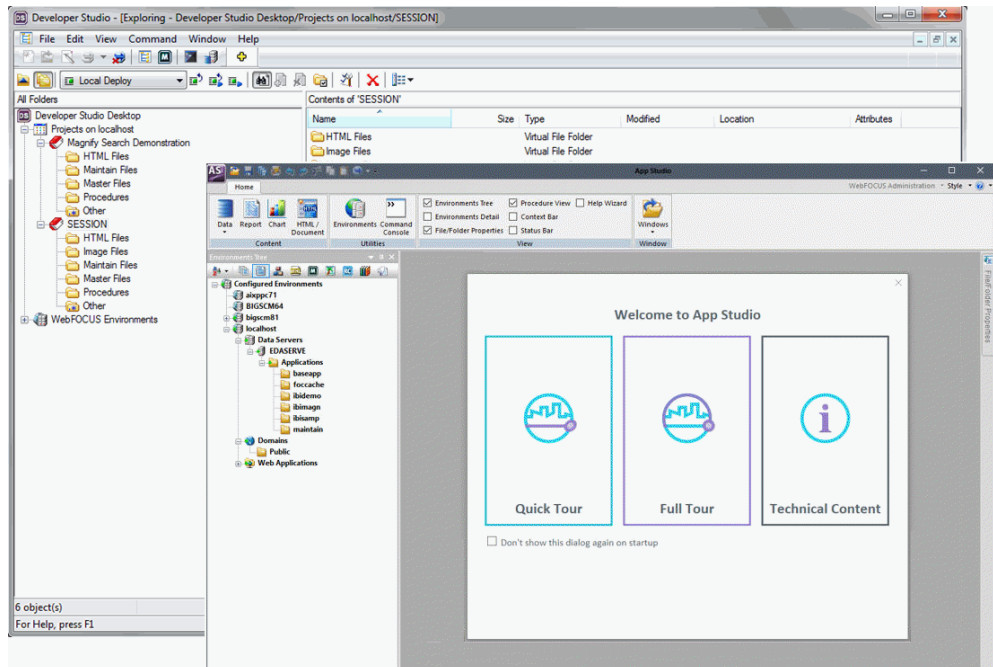 Developer Studio - [Exploring - Developer Studio Desktop/Projects on localhost/SESSION]
File Edit View Command Window Help
Local Deploy
All Folders
Developer Studio Desktop
Projects on localhost
Magnify Search Demonstration
HTML Files
Maintain Files
Master Files
Procedures
Other
SESSION
HTML Files
Image Files
Maintain Files
Master Files
Procedures
Other
WebFOCUS Environments
Contents of 'SESSION'
Name Size Type Modified Location Attributes
HTML Files Virtual File Folder
Image Files Virtual File Folder
6 object(s)
For Help, press F1
App Studio
Home
WebFOCUS Administration Style
Data Report Chart HTML / Document
Content
Environments Command Console
Utilities
Environments Tree Procedure View Help Wizard
Environments Detail Context Bar
File/Folder Properties Status Bar
View
Windows
Window
Environments Tree
Configured Environments
aixppc71
BIGSCM64
bigscm81
localhost
Data Servers
EDASERVE
Applications
baseapp
foccache
ibidemo
ibimagn
ibisamp
maintain
Domains
Public
Web Applications
Welcome to App Studio
Quick Tour Full Tour Technical Content
Don't show this dialog again on startup
File/Folder Properties